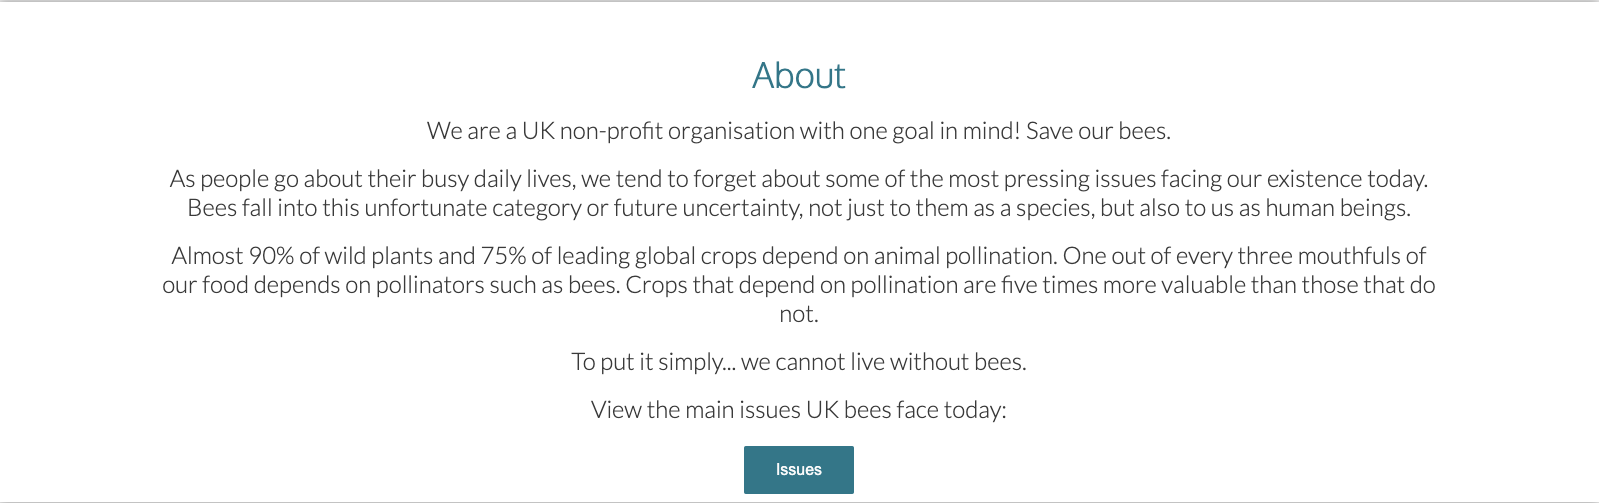 About
We are a UK non-profit organisation with one goal in mind! Save our bees.
As people go about their busy daily lives, we tend to forget about some of the most pressing issues facing our existence today.
Bees fall into this unfortunate category or future uncertainty, not just to them as a species, but also to us as human beings.
Almost 90% of wild plants and 75% of leading global crops depend on animal pollination. One out of every three mouthfuls of
our food depends on pollinators such as bees. Crops that depend on pollination are five times more valuable than those that do
not.
To put it simply... we cannot live without bees.
View the main issues UK bees face today:
Issues